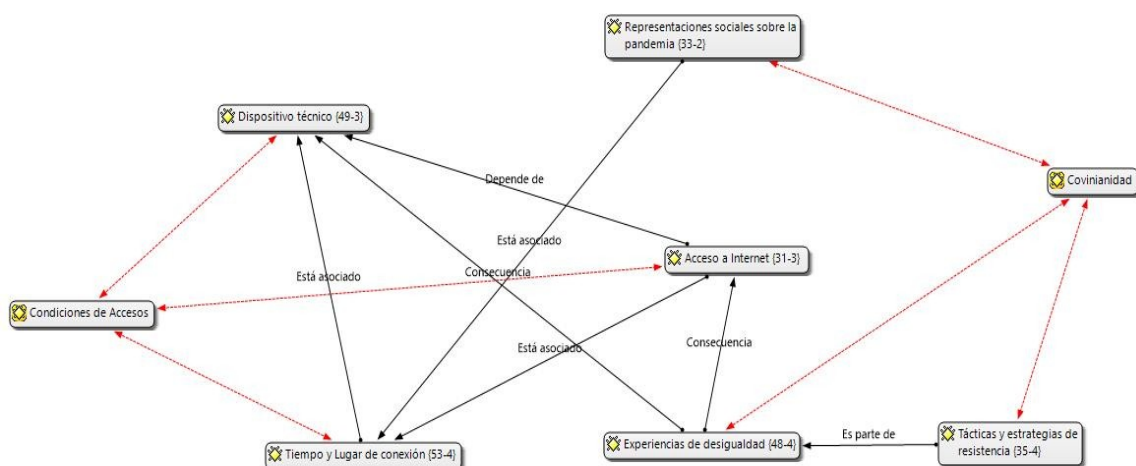 Representaciones sociales sobre la
pandemia {33-2}
Dispositivo técnico {49-3}
Covinianidad
Depende de
Está asociado
Acceso a Internet {31-3}
Está asociado
Consecuencia
Condiciones de Accesos
Está asociado
Consecuencia
Es parte de
Tácticas y estrategias de
resistencia {35-4}
Experiencias de desigualdad {48-4}
Tiempo y Lugar de conexión {53-4}